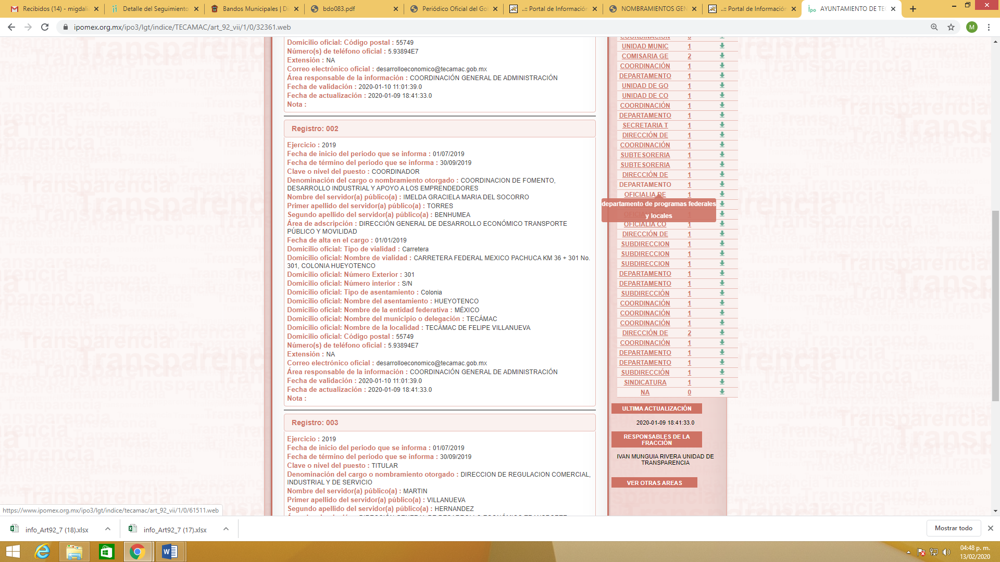 Recibidos (14) - migdali
Detalle del Seguimiento
Bandos Municipales | Di
bdo083.pdf
Periódico Oficial del Go
..:: Portal de Información
NOMBRAMIENTOS GEN
..:: Portal de Información
AYUNTAMIENTO DE TEC
ipomex.org.mx/ipo3/lgt/indice/TECAMAC/art_92_vii/1/0/32361.web
M
Domicilio oficial: Código postal : 55749
Número(s) de teléfono oficial : 5.93894E7
Extensión : NA
Correo electrónico oficial : desarrolloeconomico@tecamac.gob.mx
Área responsable de la información : COORDINACIÓN GENERAL DE ADMINISTRACIÓN
Fecha de validación : 2020-01-10 11:01:39.0
Fecha de actualización : 2020-01-09 18:41:33.0
Nota :
Registro: 002
Ejercicio : 2019
Fecha de inicio del periodo que se informa : 01/07/2019
Fecha de término del periodo que se informa : 30/09/2019
Clave o nivel del puesto : COORDINADOR
Denominación del cargo o nombramiento otorgado : COORDINACION DE FOMENTO,
DESARROLLO INDUSTRIAL Y APOYO A LOS EMPRENDEDORES
Nombre del servidor(a) público(a) : IMELDA GRACIELA MARIA DEL SOCORRO
Primer apellido del servidor(a) público(a) : TORRES
Segundo apellido del servidor(a) público(a) : BENHUMEA
Área de adscripción : DIRECCIÓN GENERAL DE DESARROLLO ECONÓMICO TRANSPORTE
PÚBLICO Y MOVILIDAD
Fecha de alta en el cargo : 01/01/2019
Domicilio oficial: Tipo de vialidad : Carretera
Domicilio oficial: Nombre de vialidad : CARRETERA FEDERAL MEXICO PACHUCA KM 36 + 301 No.
301, COLONIA HUEYOTENCO
Domicilio oficial: Número Exterior : 301
Domicilio oficial: Número interior : S/N
Domicilio oficial: Tipo de asentamiento : Colonia
Domicilio oficial: Nombre del asentamiento : HUEYOTENCO
Domicilio oficial: Nombre de la entidad federativa : MÉXICO
Domicilio oficial: Nombre del municipio o delegación : TECÁMAC
Domicilio oficial: Nombre de la localidad : TECÁMAC DE FELIPE VILLANUEVA
Domicilio oficial: Código postal : 55749
Número(s) de teléfono oficial : 5.93894E7
Extensión : NA
Correo electrónico oficial : desarrolloeconomico@tecamac.gob.mx
Área responsable de la información : COORDINACIÓN GENERAL DE ADMINISTRACIÓN
Fecha de validación : 2020-01-10 11:01:39.0
Fecha de actualización : 2020-01-09 18:41:33.0
Nota :
Registro: 003
Ejercicio : 2019
Fecha de inicio del periodo que se informa : 01/07/2019
Fecha de término del periodo que se informa : 30/09/2019
Clave o nivel del puesto : TITULAR
Denominación del cargo o nombramiento otorgado : DIRECCION DE REGULACION COMERCIAL,
INDUSTRIAL Y DE SERVICIO
Nombre del servidor(a) público(a) : MARTIN
Primer apellido del servidor(a) público(a) : VILLANUEVA
Segundo apellido del servidor(a) público(a) : HERNANDEZ
COORDINACIÓN
UNIDAD MUNIC 1
COMISARIA GE 2
COORDINACIÓN 1
DEPARTAMENTO 1
UNIDAD DE GO 1
UNIDAD DE CO 1
COORDINACIÓN 1
DEPARTAMENTO 1
SECRETARIA T 1
DIRECCIÓN DE 1
COORDINACIÓN 1
SUBTESORERIA 1
SUBTESORERIA 1
DIRECCIÓN DE 1
DEPARTAMENTO 1
OFICIALIA DE 1
departamento de programas federales
y locales
OFICIALIA CO 1
DIRECCIÓN DE 1
SUBDIRECCION 1
SUBDIRECCION 1
SUBDIRECCION 1
DEPARTAMENTO 1
DEPARTAMENTO 1
SUBDIRECCIÓN 1
COORDINACIÓN 1
COORDINACIÓN 1
COORDINACIÓN 1
DIRECCIÓN DE 2
COORDINACIÓN 1
DEPARTAMENTO 1
DEPARTAMENTO 1
SUBDIRECCIÓN 1
SINDICATURA 1
NA 0
ULTIMA ACTUALIZACIÓN
2020-01-09 18:41:33.0
RESPONSABLES DE LA
FRACCIÓN
IVAN MUNGUIA RIVERA UNIDAD DE
TRANSPARENCIA
VER OTRAS AREAS
https://www.ipomex.org.mx/ipo3/lgt/indice/tecamac/art_92_vii/1/0/61511.web
info_Art92_7 (18).xlsx
info_Art92_7 (17).xlsx
Mostrar todo
04:48 p. m.
13/02/2020